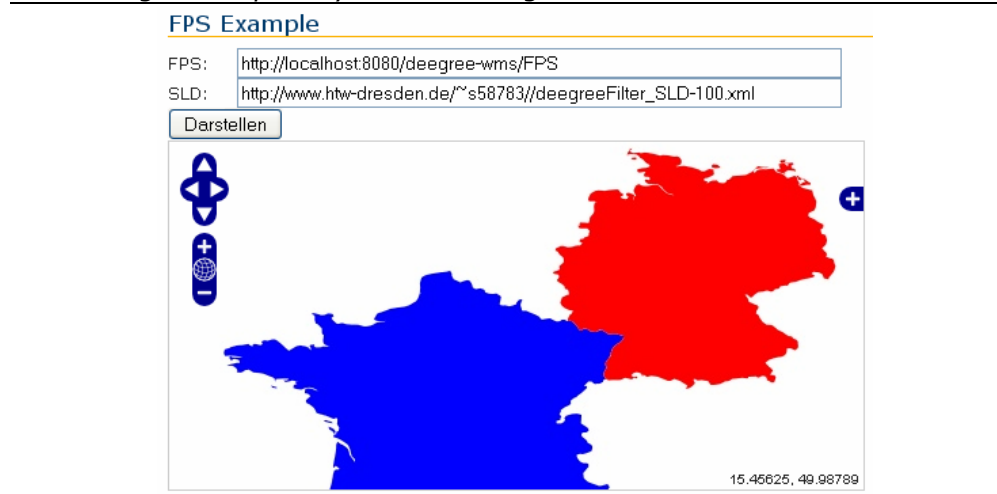 FPS Example
FPS: http://localhost:8080/deegree-wms/FPS
SLD: http://www.htw-dresden.de/~s58783//deegreeFilter_SLD-100.xml
Darstellen
15.45625, 49.98789